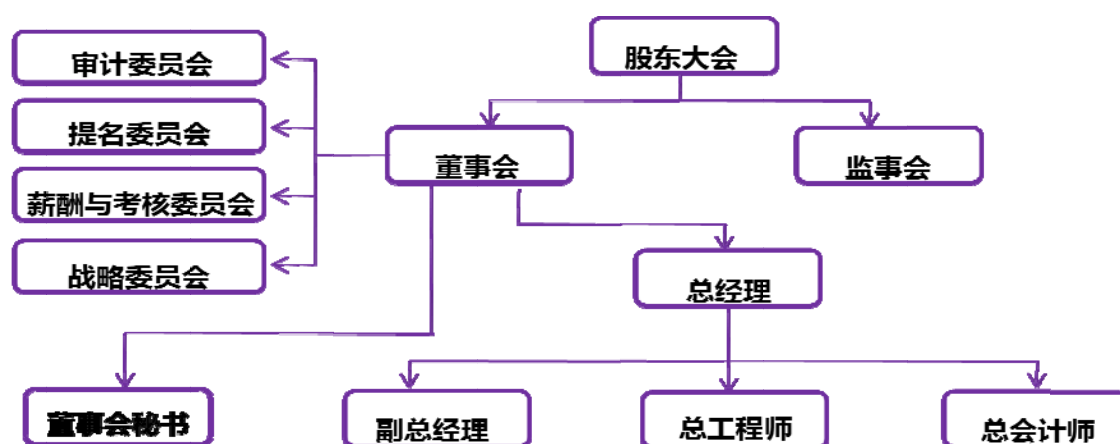 股东大会
审计委员会
提名委员会
薪酬与考核委员会
战略委员会
董事会
监事会
总经理
董事会秘书
副总经理
总工程师
总会计师